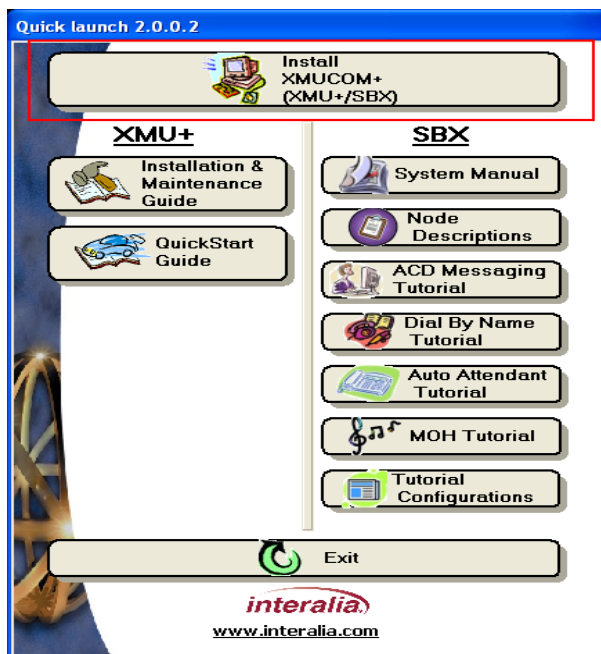 Quick launch 2.0.0.2
Install
XMUCOM+
(XMU+/SBX)
XMU+
Installation &
Maintenance
Guide
QuickStart
Guide
SBX
System Manual
Node
Descriptions
ACD Messaging
Tutorial
Dial By Name
Tutorial
Auto Attendant
Tutorial
MOH Tutorial
Tutorial
Configurations
Exit
interalia
www.interalia.com